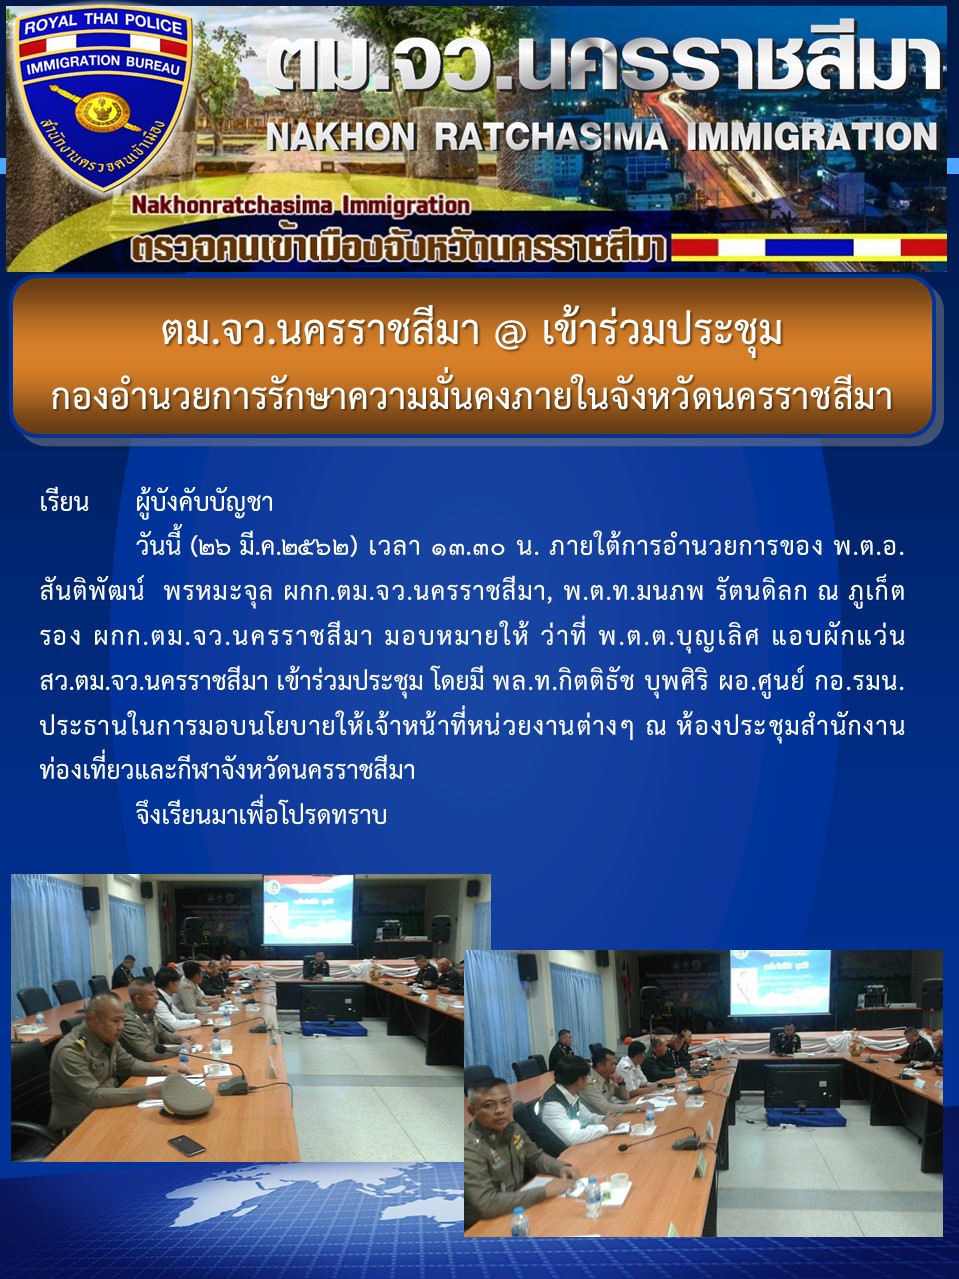 ROYAL THAI POLICE
IMMIGRATION BUREAU
สำนักงานตรวจคนเข้าเมือง
ตม.จว.นครราชสีมา
NAKHON RATCHASIMA IMMIGRATION
Nakhonratchasima Immigration
ตรวจคนเข้าเมืองจังหวัดนครราชสีมา
ตม.จว.นครราชสีมา @ เข้าร่วมประชุม
กองอำนวยการรักษาความมั่นคงภายในจังหวัดนครราชสีมา
เรียน ผู้บังคับบัญชา
วันนี้ (๒๖ มี.ค.๒๕๖๒) เวลา ๑๓.๓๐ น. ภายใต้การอำนวยการของ พ.ต.อ.
สันติพัฒน์ พรหมะจุล ผกก.ตม.จว.นครราชสีมา, พ.ต.ท.มนภพ รัตนดิลก ณ ภูเก็ต
รอง ผกก.ตม.จว.นครราชสีมา มอบหมายให้ ว่าที่ พ.ต.ต.บุญเลิศ แอบผักแว่น
สว.ตม.จว.นครราชสีมา เข้าร่วมประชุม โดยมี พล.ท.กิตติธัช บุพศิริ ผอ.ศูนย์ กอ.รมน.
ประธานในการมอบนโยบายให้เจ้าหน้าที่หน่วยงานต่างๆ ณ ห้องประชุมสำนักงาน
ท่องเที่ยวและกีฬาจังหวัดนครราชสีมา
จึงเรียนมาเพื่อโปรดทราบ